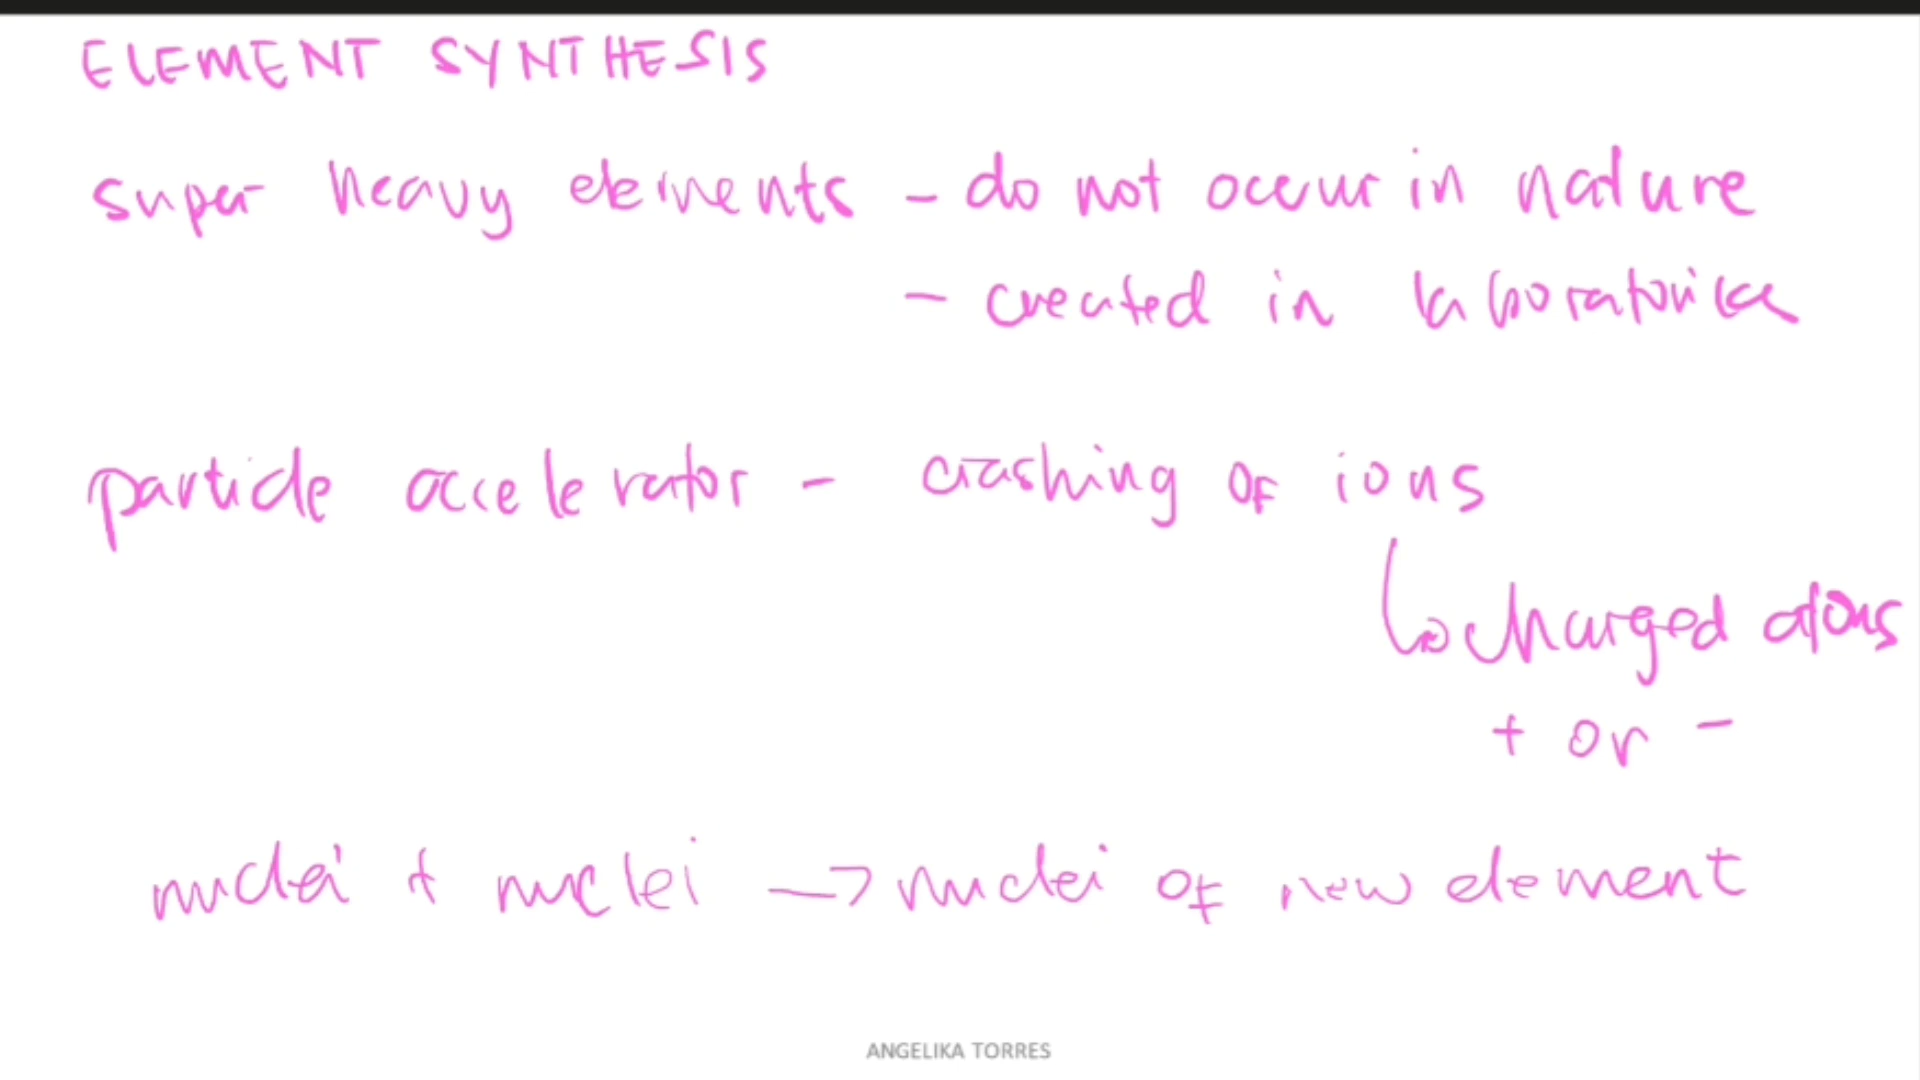 ELEMENT SYNTHESIS
super heavy elements - do not occur in nature
- created in laboratories
particle accelerator - crashing of ions
↳ charged atoms
+ or -
nuclei + nuclei → nuclei of new element
ANGELIKA TORRES